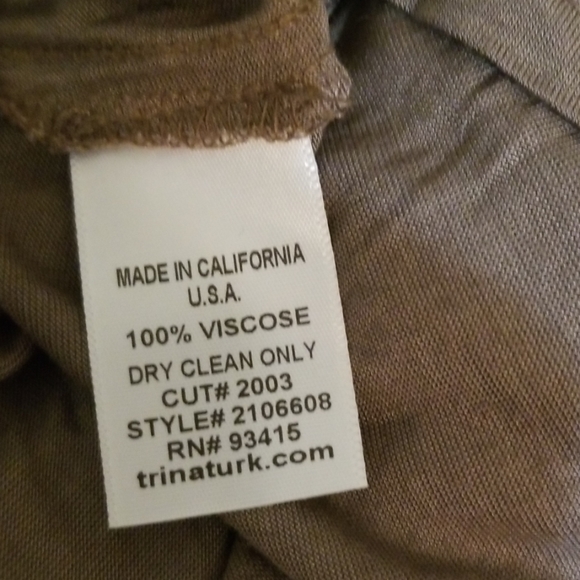 MADE IN CALIFORNIA
U.S.A.
100% VISCOSE
DRY CLEAN ONLY
CUT# 2003
STYLE# 2106608
RN# 93415
trinaturk.com